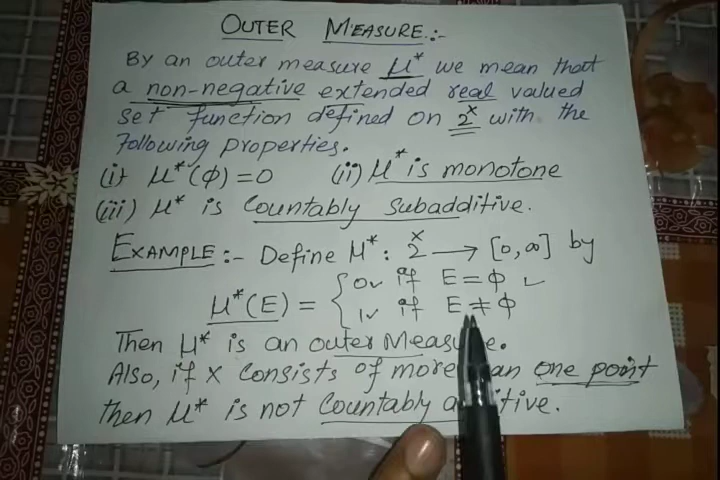 OUTER MEASURE:-
By an outer measure μ* we mean that
a non-negative extended real valued
set function defined on 2^X with the
following properties.
(i) μ*(φ)=0 (ii) μ* is monotone
(iii) μ* is Countably Subadditive.
EXAMPLE:- Define μ*: 2^X → [0,∞] by
μ*(E) = { 0 if E=φ
1 if E≠φ
Then μ* is an outer Measure.
Also, if X consists of more an one point
then μ* is not Countably a itive.